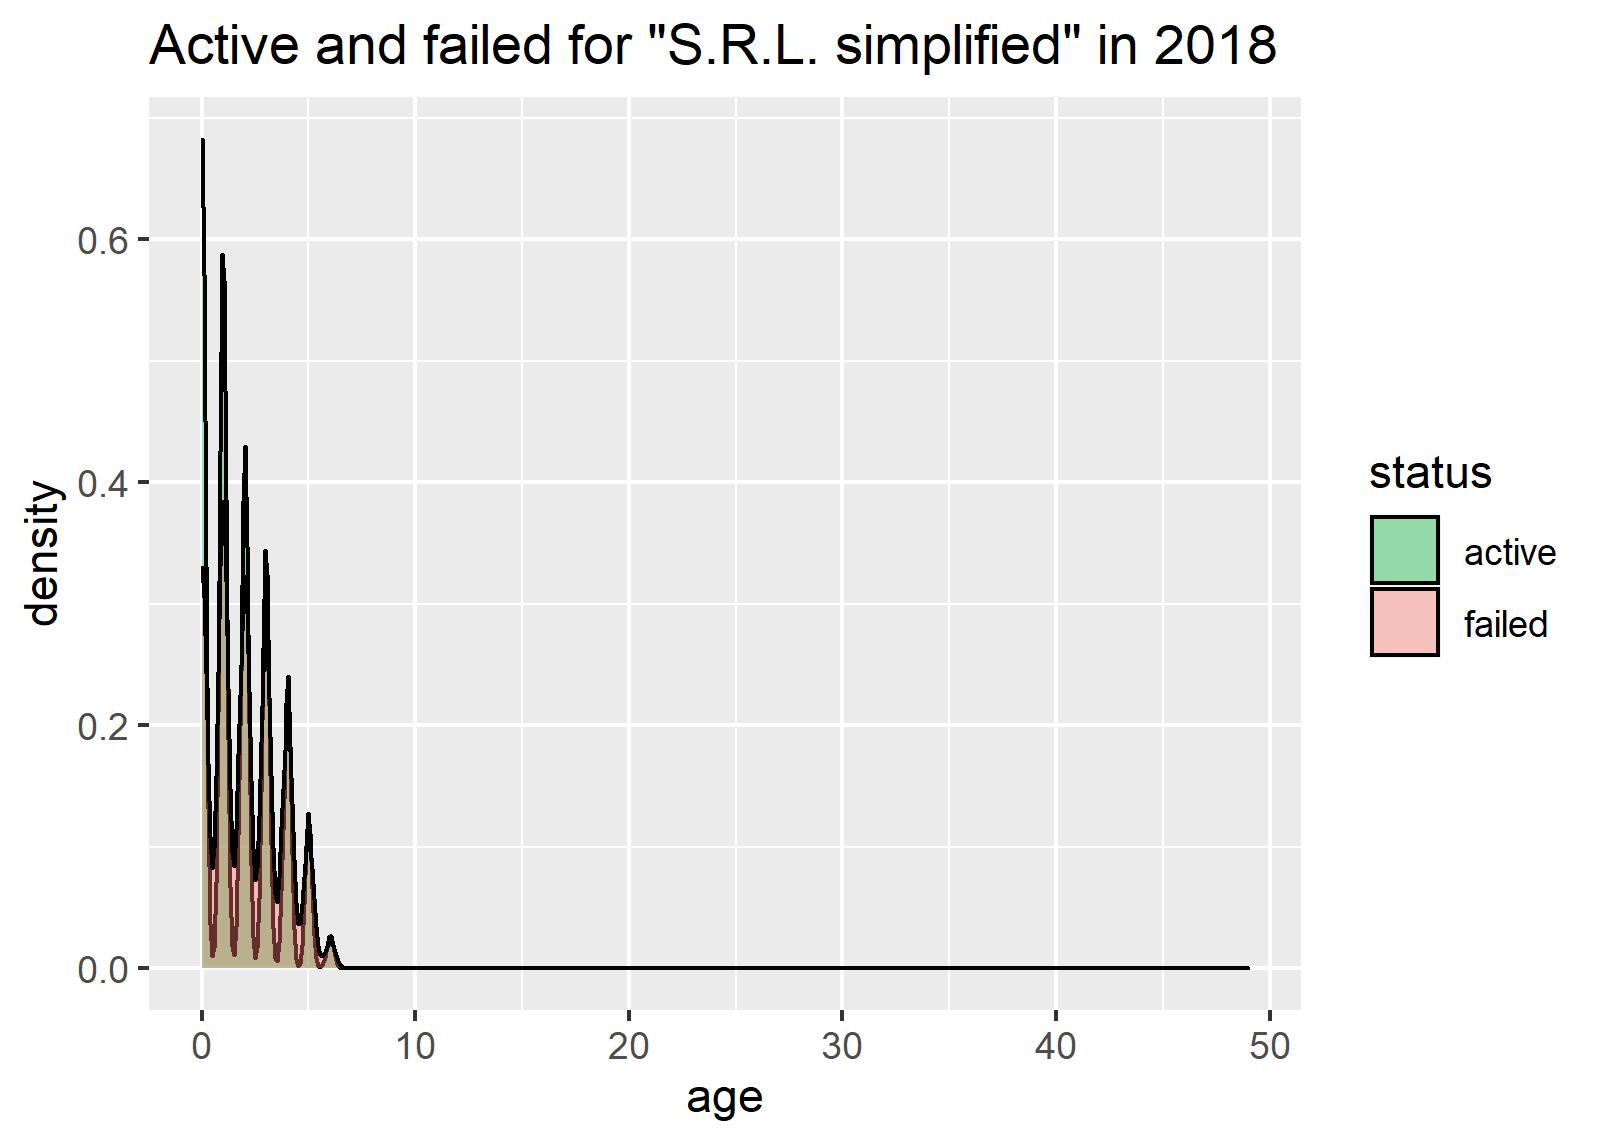 Active and failed for "S.R.L. simplified" in 2018
density
0.6
0.4
0.2
0.0
0 10 20 30 40 50
age
status
active
failed